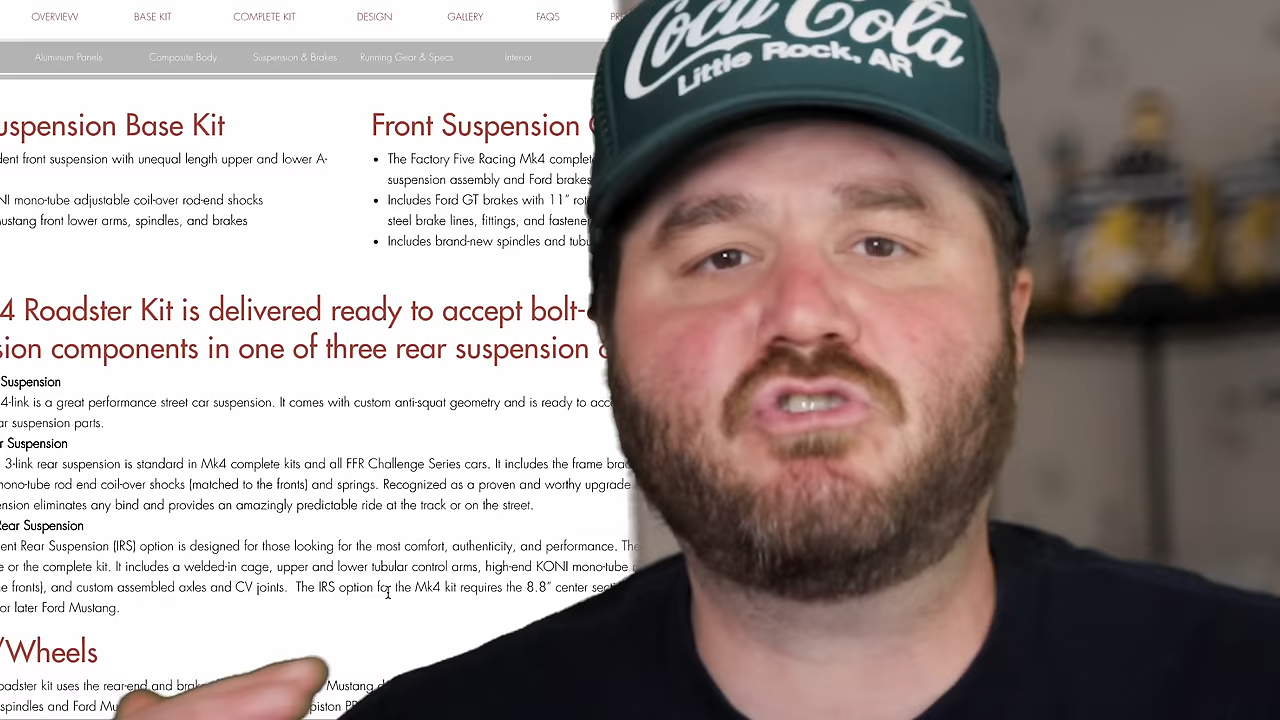 OVERVIEW BASE KIT COMPLETE KIT DESIGN GALLERY FAQS
Aluminum Panels Composite Body Suspension & Brakes Running Gear & Specs Interior
Coca-Cola
Little Rock, AR
uspension Base Kit
dent front suspension with unequal length upper and lower A-
NI mono-tube adjustable coil-over rod-end shocks
ustang front lower arms, spindles, and brakes
Front Suspension
• The Factory Five Racing Mk4 complet
suspension assembly and Ford brakes
• Includes Ford GT brakes with 11" rot
steel brake lines, fittings, and fastene
• Includes brand-new spindles and tubu
4 Roadster Kit is delivered ready to accept bolt-
sion components in one of three rear suspension
Suspension
4-link is a great performance street car suspension. It comes with custom anti-squat geometry and is ready to acc
ar suspension parts.
r Suspension
3-link rear suspension is standard in Mk4 complete kits and all FFR Challenge Series cars. It includes the frame brac
mono-tube rod end coil-over shocks (matched to the fronts) and springs. Recognized as a proven and worthy upgrade
ension eliminates any bind and provides an amazingly predictable ride at the track or on the street.
Rear Suspension
ent Rear Suspension (IRS) option is designed for those looking for the most comfort, authenticity, and performance. The
e or the complete kit. It includes a welded-in cage, upper and lower tubular control arms, high-end KONI mono-tube
e fronts), and custom assembled axles and CV joints. The IRS option for the Mk4 kit requires the 8.8" center sect
or later Ford Mustang.
/Wheels
oadster kit uses the rear-end and brak Mustang d
spindles and Ford Mu piston